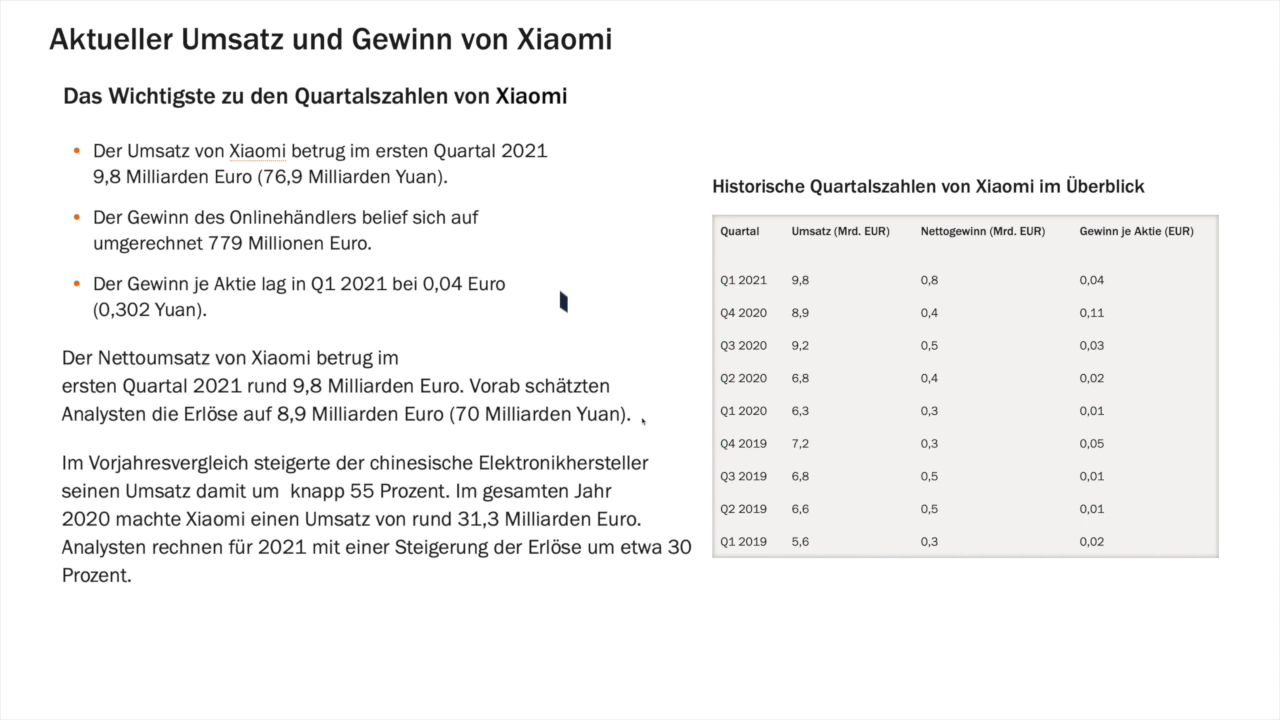 Aktueller Umsatz und Gewinn von Xiaomi
Das Wichtigste zu den Quartalszahlen von Xiaomi
• Der Umsatz von Xiaomi betrug im ersten Quartal 2021
9,8 Milliarden Euro (76,9 Milliarden Yuan).
• Der Gewinn des Onlinehändlers belief sich auf
umgerechnet 779 Millionen Euro.
• Der Gewinn je Aktie lag in Q1 2021 bei 0,04 Euro
(0,302 Yuan).
Der Nettoumsatz von Xiaomi betrug im
ersten Quartal 2021 rund 9,8 Milliarden Euro. Vorab schätzten
Analysten die Erlöse auf 8,9 Milliarden Euro (70 Milliarden Yuan).
Im Vorjahresvergleich steigerte der chinesische Elektronikhersteller
seinen Umsatz damit um knapp 55 Prozent. Im gesamten Jahr
2020 machte Xiaomi einen Umsatz von rund 31,3 Milliarden Euro.
Analysten rechnen für 2021 mit einer Steigerung der Erlöse um etwa 30
Prozent.
Historische Quartalszahlen von Xiaomi im Überblick
Quartal Umsatz (Mrd. EUR) Nettogewinn (Mrd. EUR) Gewinn je Aktie (EUR)
Q1 2021 9,8 0,8 0,04
Q4 2020 8,9 0,4 0,11
Q3 2020 9,2 0,5 0,03
Q2 2020 6,8 0,4 0,02
Q1 2020 6,3 0,3 0,01
Q4 2019 7,2 0,3 0,05
Q3 2019 6,8 0,5 0,01
Q2 2019 6,6 0,5 0,01
Q1 2019 5,6 0,3 0,02